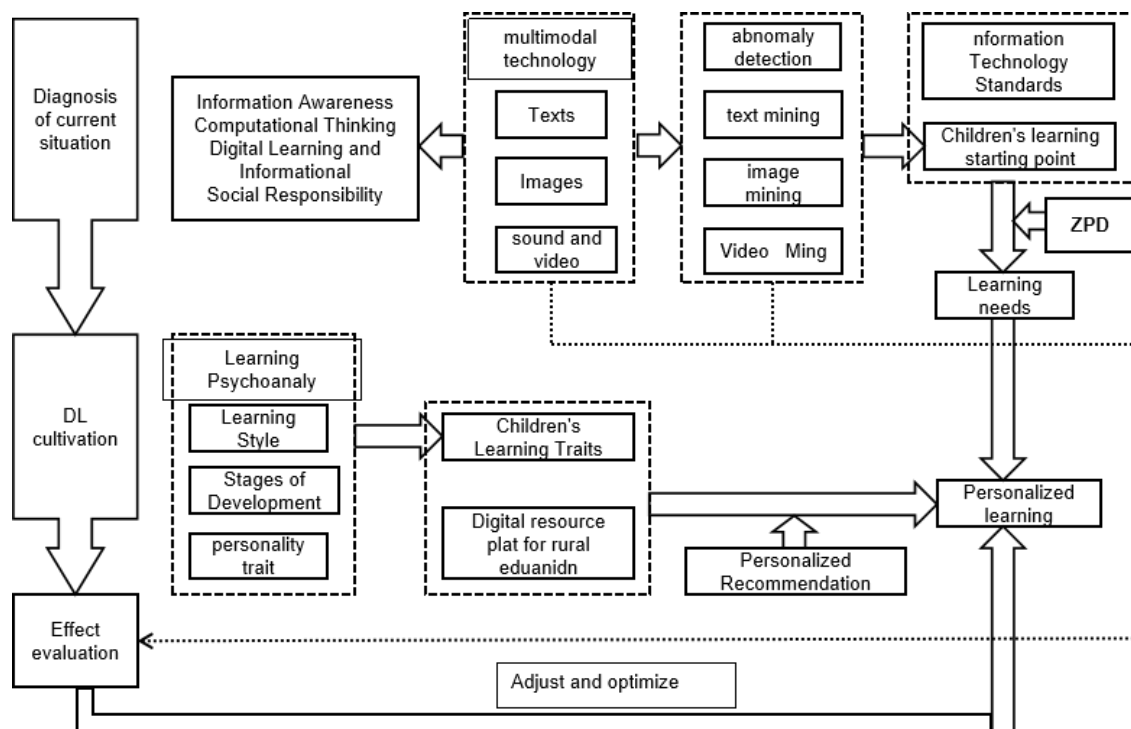 Diagnosis
of current
situation
Information Awareness
Computational Thinking
Digital Learning and
Informational
Social Responsibility
multimodal
technology
Texts
Images
sound and
video
abnomaly
detection
text mining
image
mining
Video Ming
nformation
Technology
Standards
Children's learning
starting point
ZPD
Learning
needs
DL
cultivation
Learning
Psychoanaly
Learning
Style
Stages of
Development
personality
trait
Children's
Learning Traits
Digital resource
plat for rural
eduanidn
Personalized
Recommendation
Personalized
learning
Effect
evaluation
Adjust and optimize